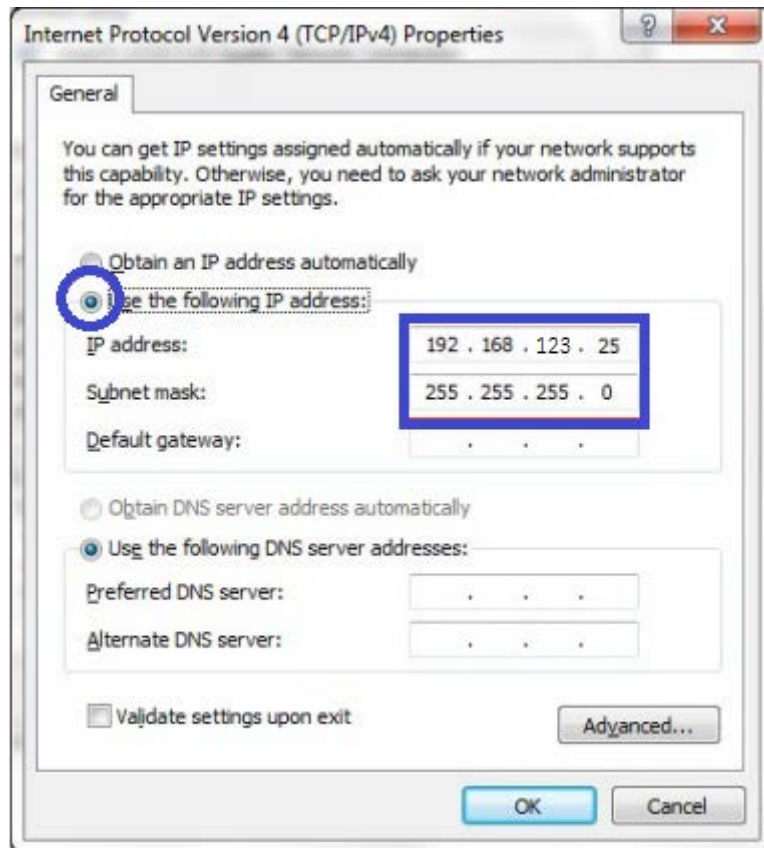 Internet Protocol Version 4 (TCP/IPv4) Properties
General
You can get IP settings assigned automatically if your network supports
this capability. Otherwise, you need to ask your network administrator
for the appropriate IP settings.
Obtain an IP address automatically
Use the following IP address:
IP address: 192 . 168 . 123 . 25
Subnet mask: 255 . 255 . 255 . 0
Default gateway: . . .
Obtain DNS server address automatically
Use the following DNS server addresses:
Preferred DNS server: . . .
Alternate DNS server: . . .
Validate settings upon exit
Advanced...
OK Cancel